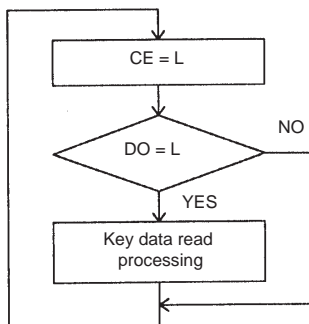 CE = L
DO = L
NO
YES
Key data read
processing